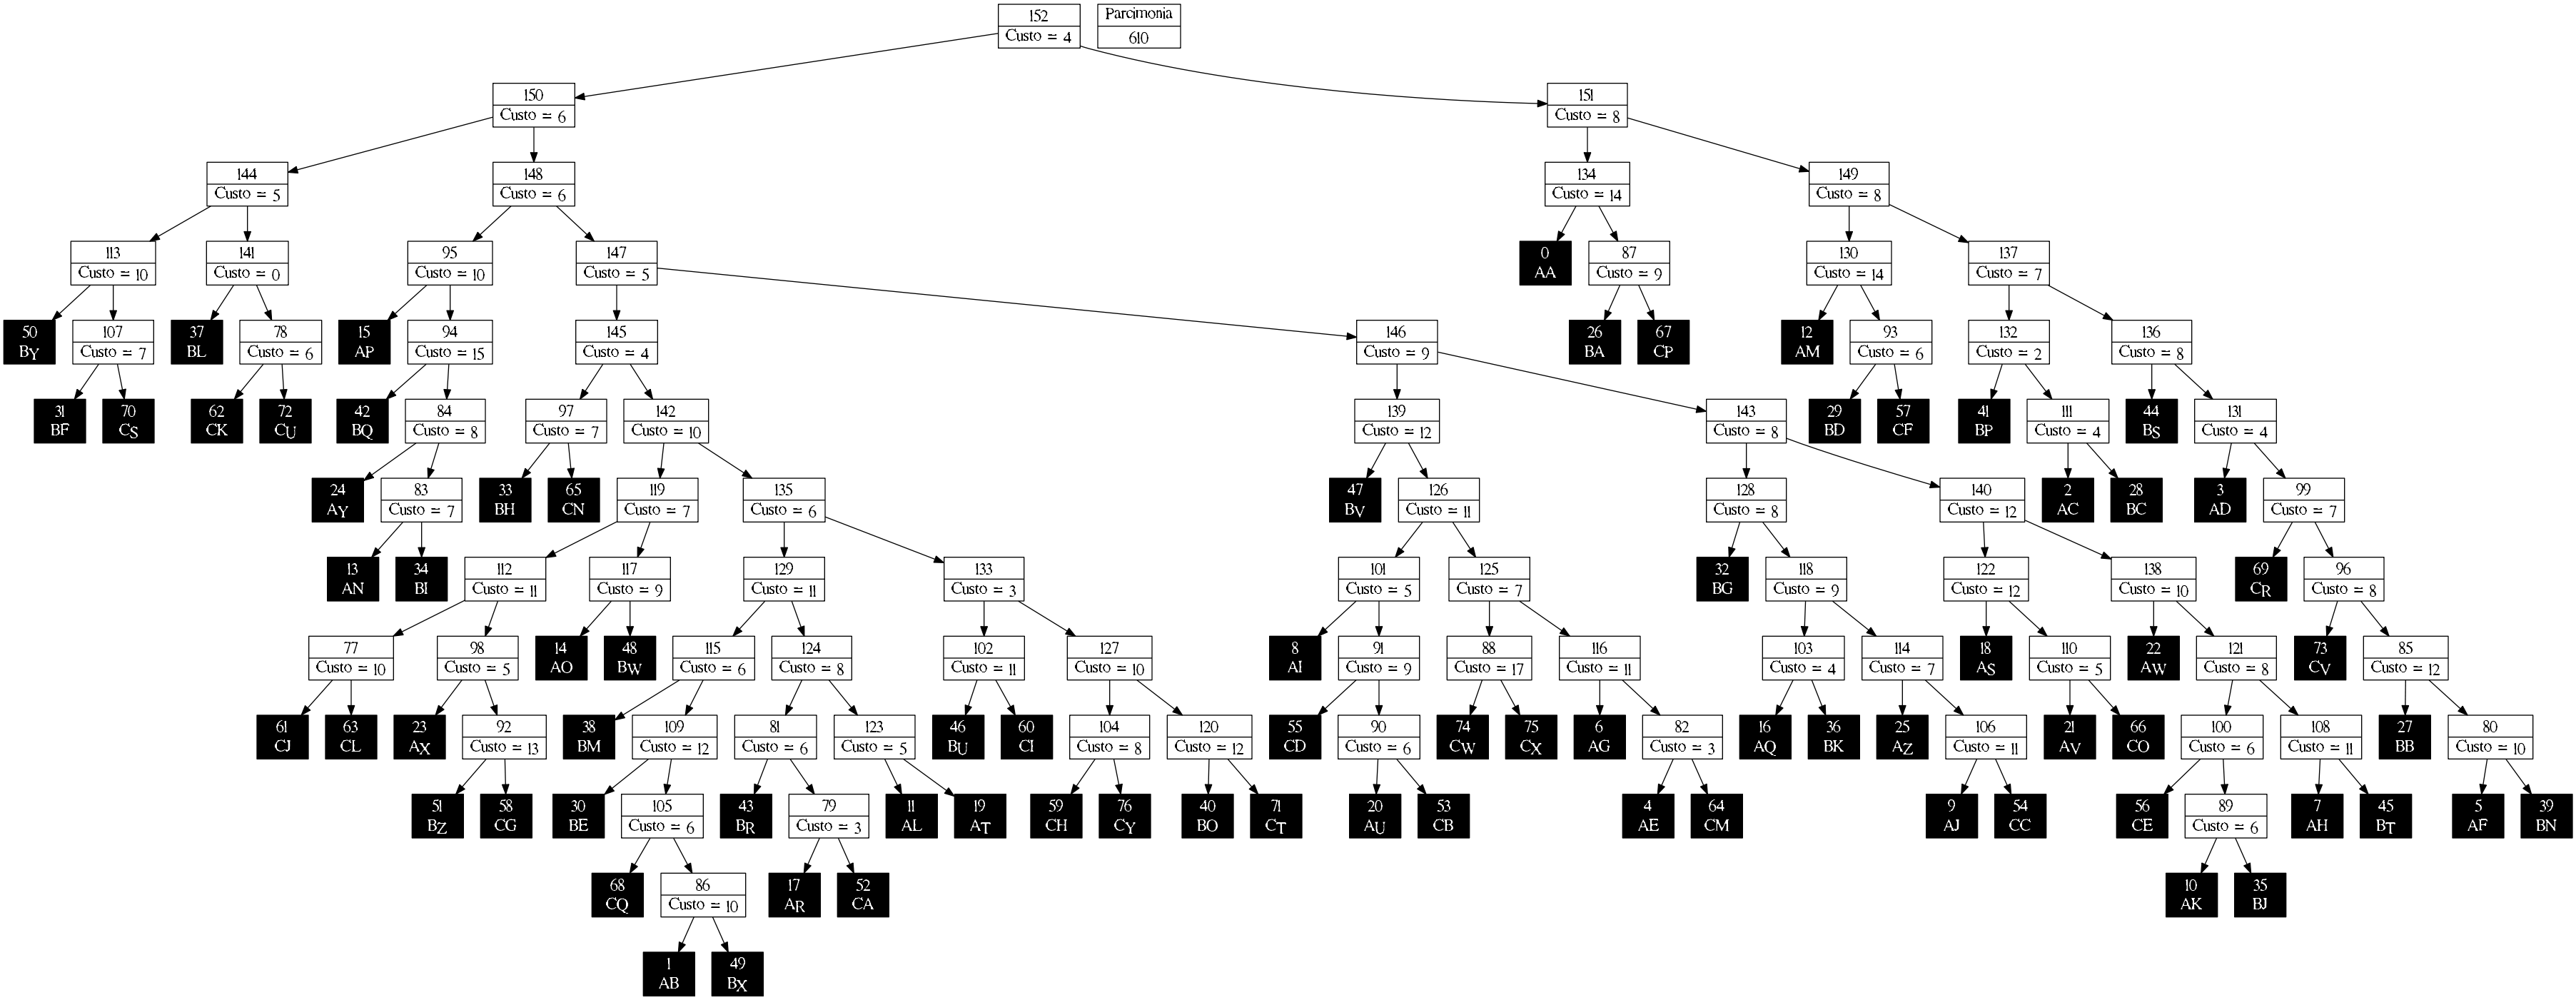 152
Custo = 4
Parcimonia
610
150
Custo = 6
151
Custo = 8
144
Custo = 5
148
Custo = 6
134
Custo = 14
149
Custo = 8
113
Custo = 10
141
Custo = 0
95
Custo = 10
147
Custo = 5
0
AA
87
Custo = 9
130
Custo = 14
137
Custo = 7
50
BY
107
Custo = 7
37
BL
78
Custo = 6
15
AP
94
Custo = 15
145
Custo = 4
146
Custo = 9
26
BA
67
CP
12
AM
93
Custo = 6
132
Custo = 2
136
Custo = 8
31
BF
70
CS
62
CK
72
CU
42
BQ
84
Custo = 8
97
Custo = 7
142
Custo = 10
139
Custo = 12
143
Custo = 8
29
BD
57
CF
41
BP
111
Custo = 4
44
BS
131
Custo = 4
24
AY
83
Custo = 7
33
BH
65
CN
119
Custo = 7
135
Custo = 6
47
BV
126
Custo = 11
128
Custo = 8
140
Custo = 12
2
AC
28
BC
3
AD
99
Custo = 7
13
AN
34
BI
112
Custo = 11
117
Custo = 9
129
Custo = 11
133
Custo = 3
101
Custo = 5
125
Custo = 7
32
BG
118
Custo = 9
122
Custo = 12
138
Custo = 10
69
CR
96
Custo = 8
77
Custo = 10
98
Custo = 5
14
AO
48
BW
115
Custo = 6
124
Custo = 8
102
Custo = 11
127
Custo = 10
8
AI
91
Custo = 9
88
Custo = 17
116
Custo = 11
103
Custo = 4
114
Custo = 7
18
AS
110
Custo = 5
22
AW
121
Custo = 8
73
CV
85
Custo = 12
61
CJ
63
CL
23
AX
92
Custo = 13
38
BM
109
Custo = 12
81
Custo = 6
123
Custo = 5
46
BU
60
CI
104
Custo = 8
120
Custo = 12
55
CD
90
Custo = 6
74
CW
75
CX
6
AG
82
Custo = 3
16
AQ
36
BK
25
AZ
106
Custo = 11
21
AV
66
CO
100
Custo = 6
108
Custo = 11
27
BB
80
Custo = 10
51
BZ
58
CG
30
BE
105
Custo = 6
43
BR
79
Custo = 3
11
AL
19
AT
59
CH
76
CY
40
BO
71
CT
20
AU
53
CB
4
AE
64
CM
9
AJ
54
CC
56
CE
89
Custo = 6
7
AH
45
BT
5
AF
39
BN
68
CQ
86
Custo = 10
17
AR
52
CA
10
AK
35
BJ
1
AB
49
BX